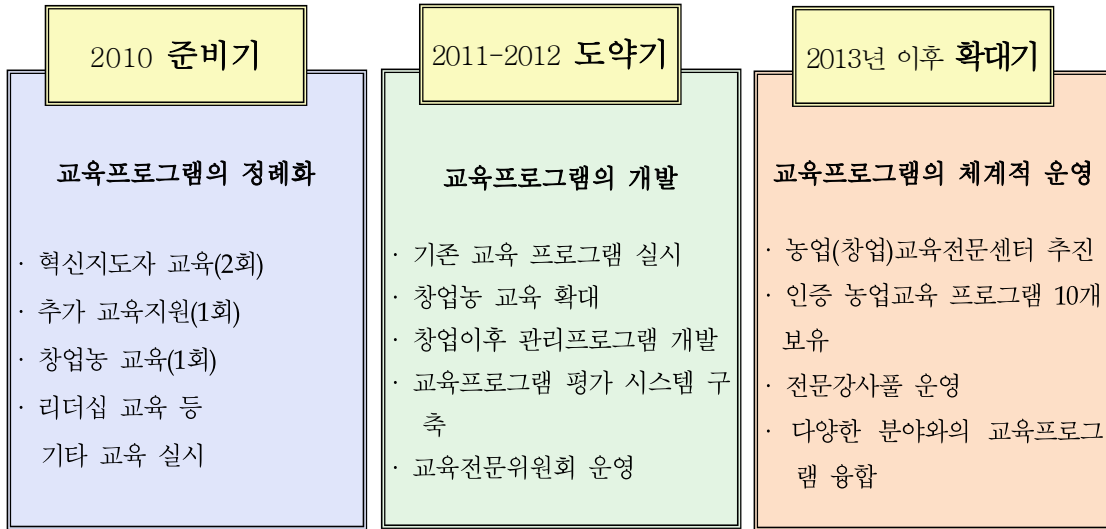 2010 준비기
교육프로그램의 정례화
· 혁신지도자 교육(2회)
· 추가 교육지원(1회)
· 창업농 교육(1회)
· 리더십 교육 등
기타 교육 실시
2011-2012 도약기
교육프로그램의 개발
· 기존 교육 프로그램 실시
· 창업농 교육 확대
· 창업이후 관리프로그램 개발
· 교육프로그램 평가 시스템 구
축
· 교육전문위원회 운영
2013년 이후 확대기
교육프로그램의 체계적 운영
· 농업(창업)교육전문센터 추진
· 인증 농업교육 프로그램 10개
보유
· 전문강사풀 운영
· 다양한 분야와의 교육프로그
램 융합